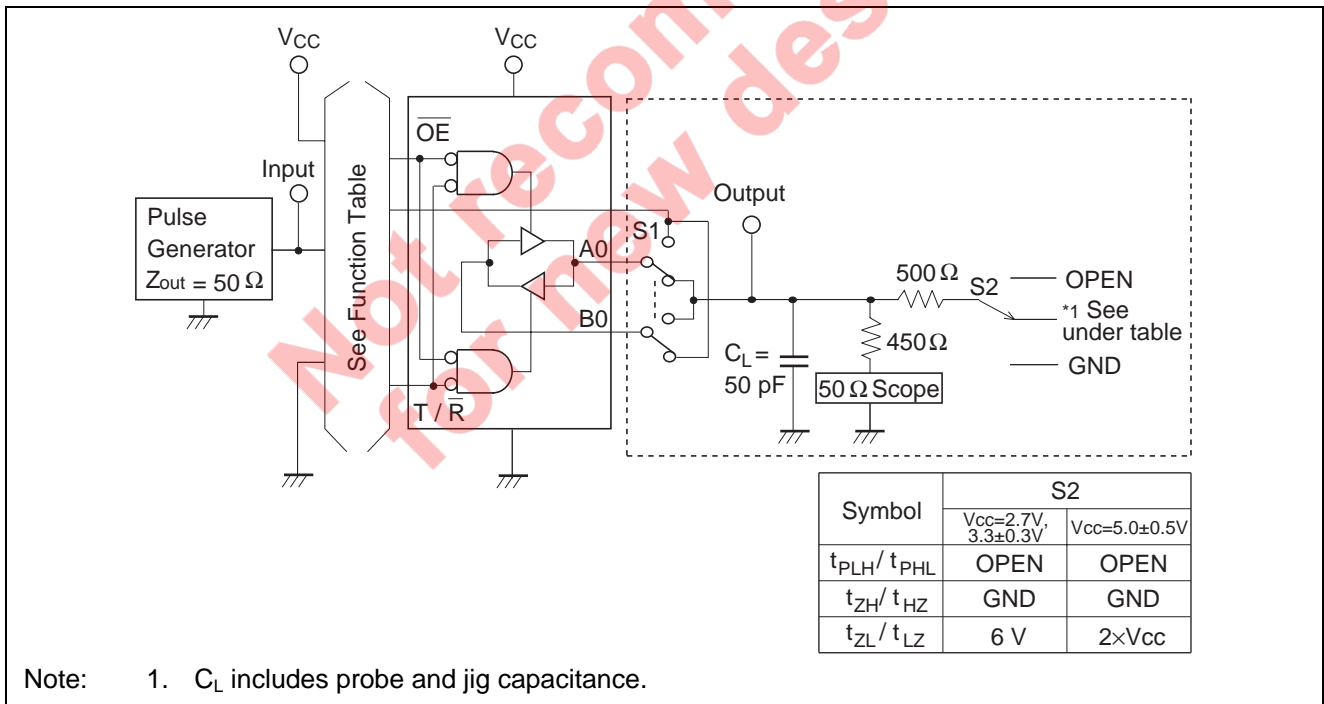 Not recom
for new des
VCC
VCC
Input
Pulse
Generator
Zout = 50 Ω
See Function Table
OE
T / R
A0
B0
S1
Output
CL =
50 pF
500 Ω
450 Ω
50 Ω Scope
S2
OPEN
*1 See
under table
GND
Symbol S2
Vcc=2.7V, 3.3±0.3V Vcc=5.0±0.5V
tPLH/ tPHL OPEN OPEN
tZH/ tHZ GND GND
tZL/ tLZ 6 V 2×Vcc
Note: 1. CL includes probe and jig capacitance.